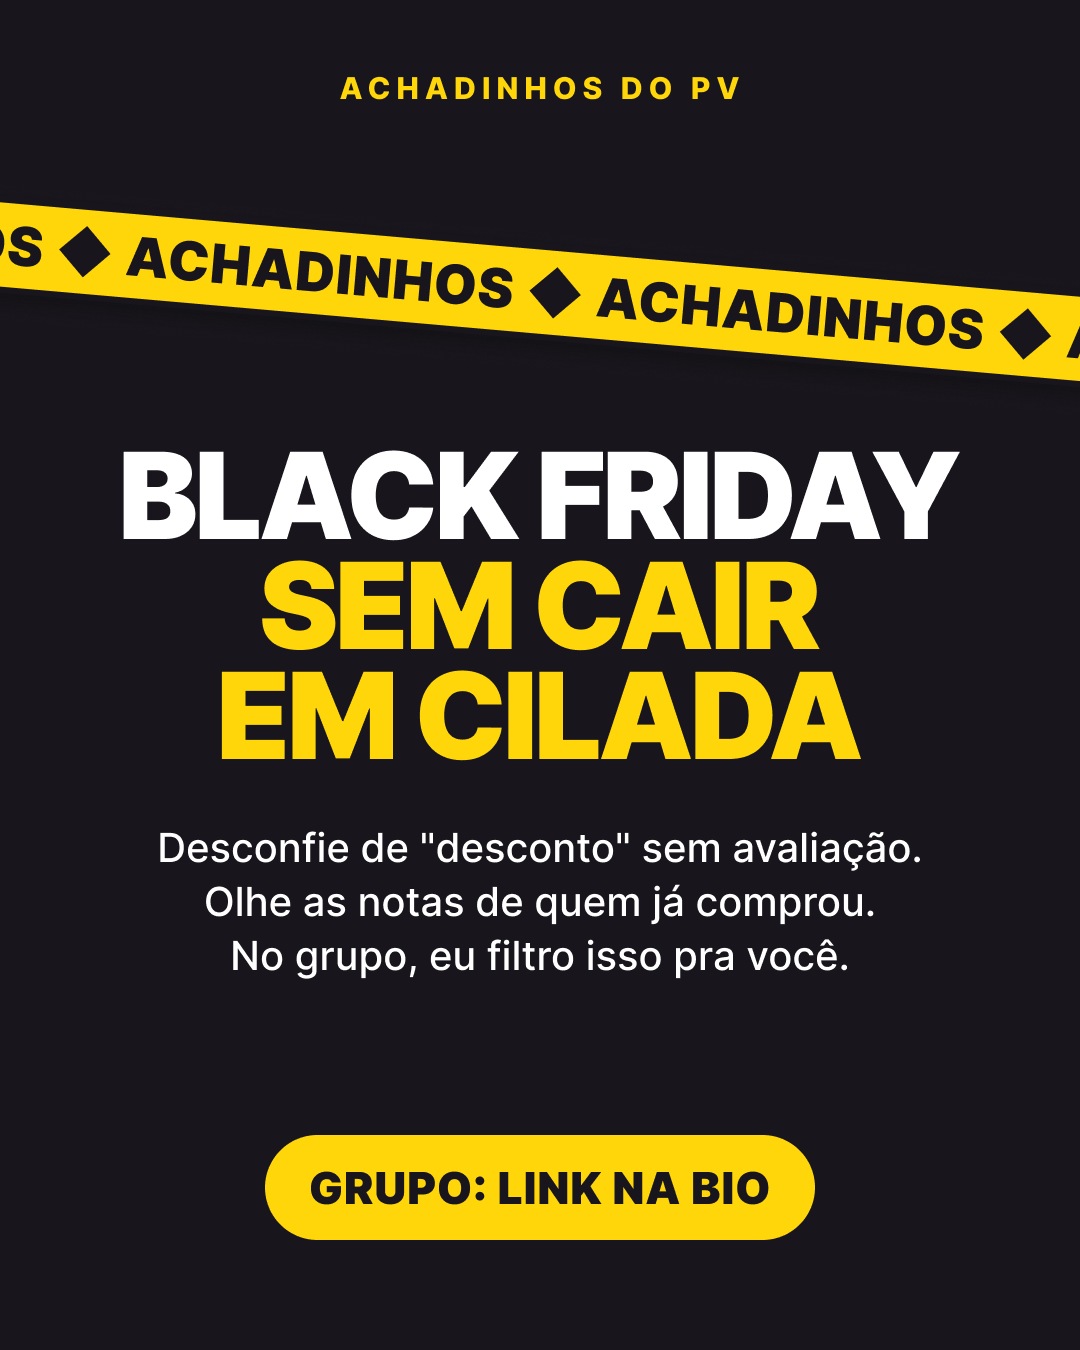 ACHADINHOS DO PV
OS ◆ ACHADINHOS ◆ ACHADINHOS ◆ A
BLACK FRIDAY
SEM CAIR
EM CILADA
Desconfie de "desconto" sem avaliação.
Olhe as notas de quem já comprou.
No grupo, eu filtro isso pra você.
GRUPO: LINK NA BIO